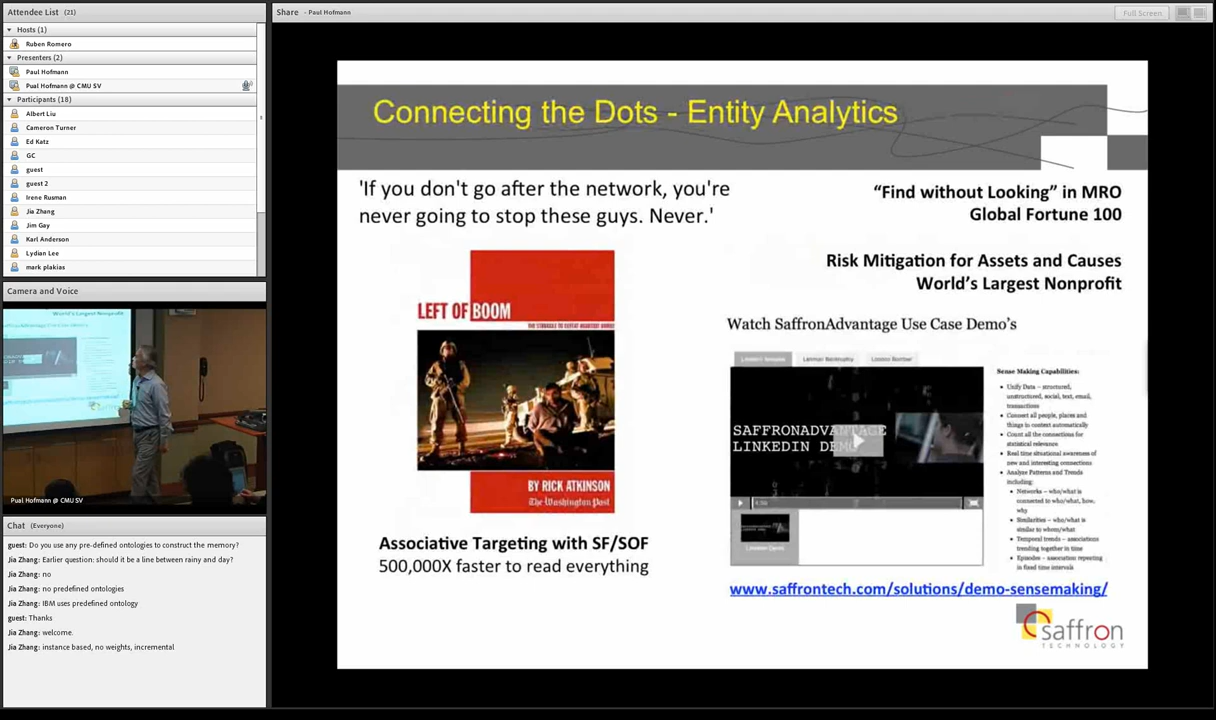 Attendee List (21)
Hosts (1)
Ruben Romero
Presenters (2)
Paul Hofmann
Pual Hofmann @ CMU SV
Participants (18)
Albert Liu
Cameron Turner
Ed Katz
GC
guest
guest 2
Irene Rusman
Jia Zhang
Jim Gay
Karl Anderson
Lydian Lee
mark plakias
Camera and Voice
Pual Hofmann @ CMU SV
Chat (Everyone)
guest: Do you use any pre-defined ontologies to construct the memory?
Jia Zhang: Earlier question: should it be a line between rainy and day?
Jia Zhang: no
Jia Zhang: no predefined ontologies
Jia Zhang: IBM uses predefined ontology
guest: Thanks
Jia Zhang: welcome.
Jia Zhang: instance based, no weights, incremental
Share - Paul Hofmann
Full Screen
Connecting the Dots - Entity Analytics
'If you don't go after the network, you're
never going to stop these guys. Never.'
LEFT OF BOOM
BY RICK ATKINSON
The Washington Post
Associative Targeting with SF/SOF
500,000X faster to read everything
“Find without Looking” in MRO
Global Fortune 100
Risk Mitigation for Assets and Causes
World’s Largest Nonprofit
Watch SaffronAdvantage Use Case Demo’s
SAFFRONADVANTAGE
LINKEDIN DEMO
Sense Making Capabilities:
Unify Data – structured,
unstructured, social, text, email,
transactions
Connect all people, places and
things in context automatically
Count all the connections for
statistical relevance
Real time situational awareness of
new and interesting connections
Analyze Patterns and Trends
including:
Networks – who/what is
connected to who/what, how,
why
Similarities – who/what is
similar to whom/what
Temporal trends – associations
trending together in time
Episodes – association repeating
in fixed time intervals
www.saffrontech.com/solutions/demo-sensemaking/
saffron
TECHNOLOGY